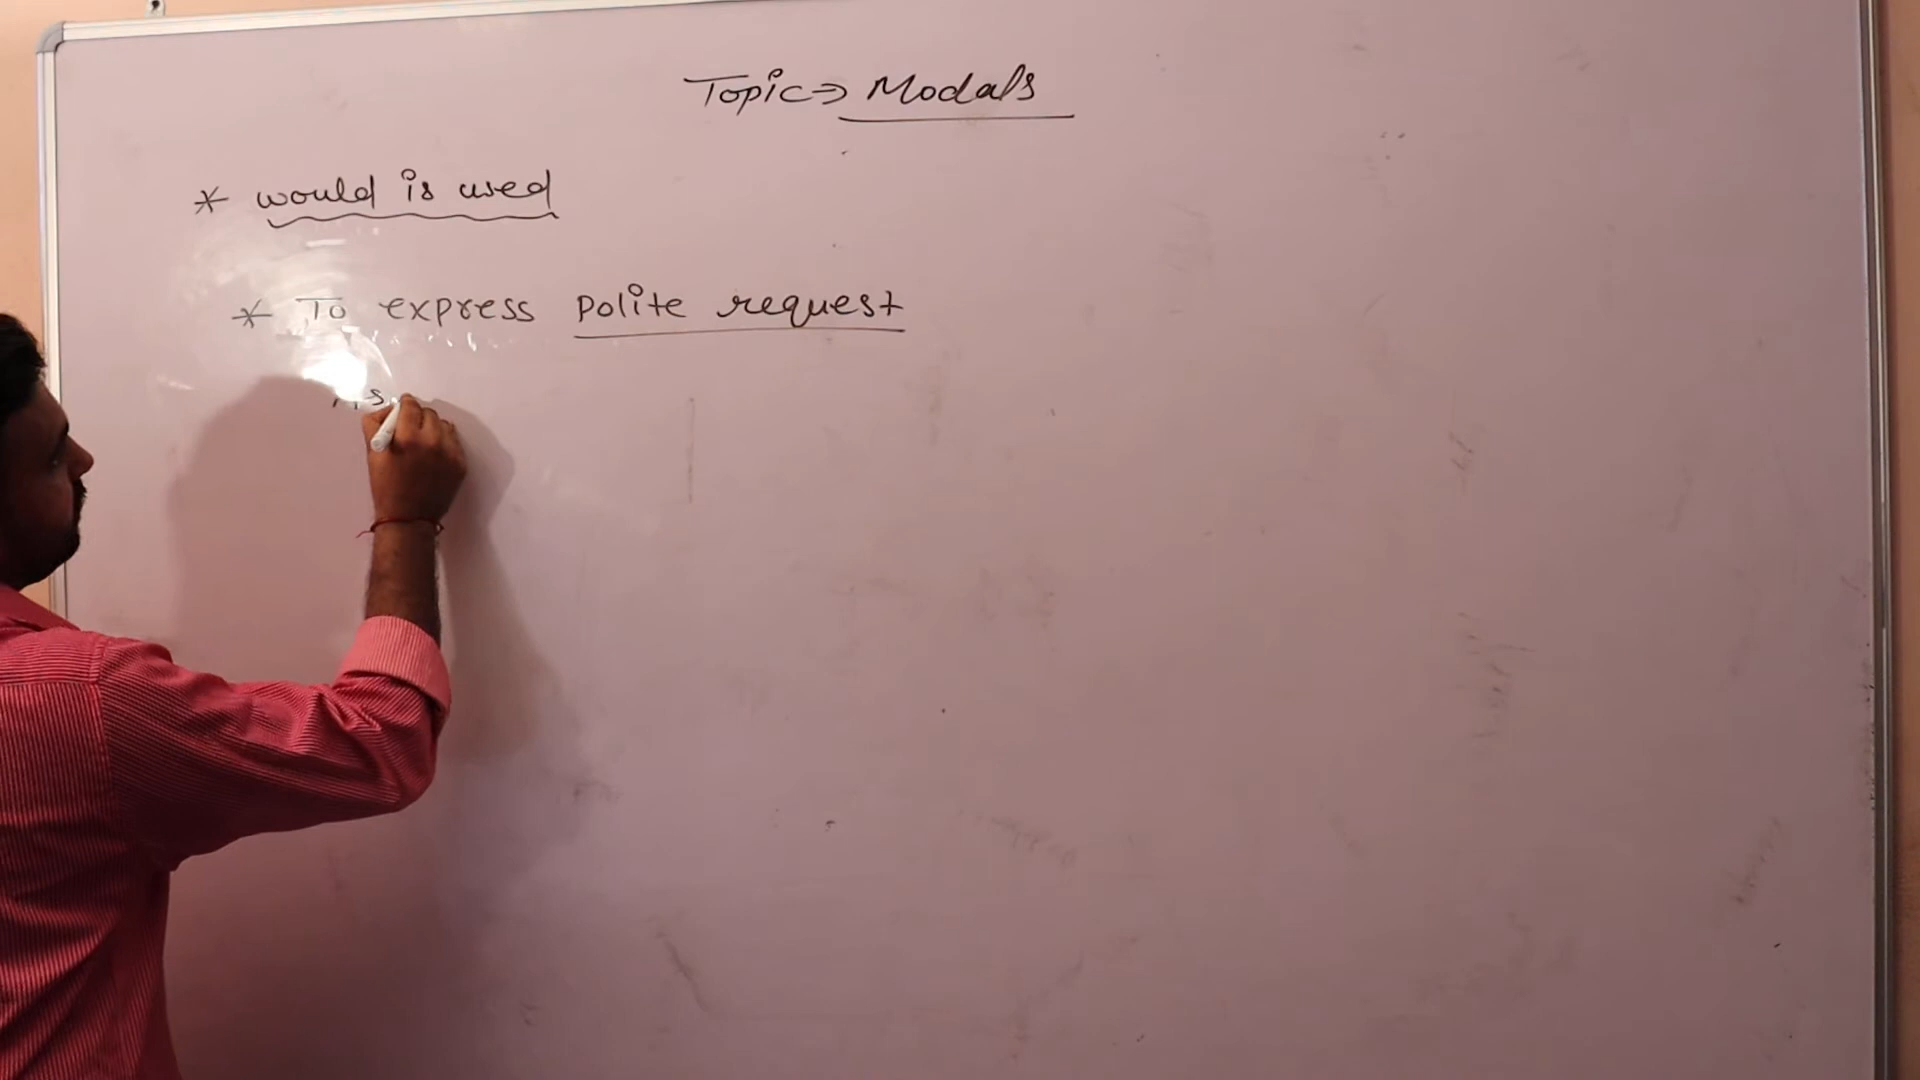 Topic⇒ Modals
* would is used
* To express Polite request